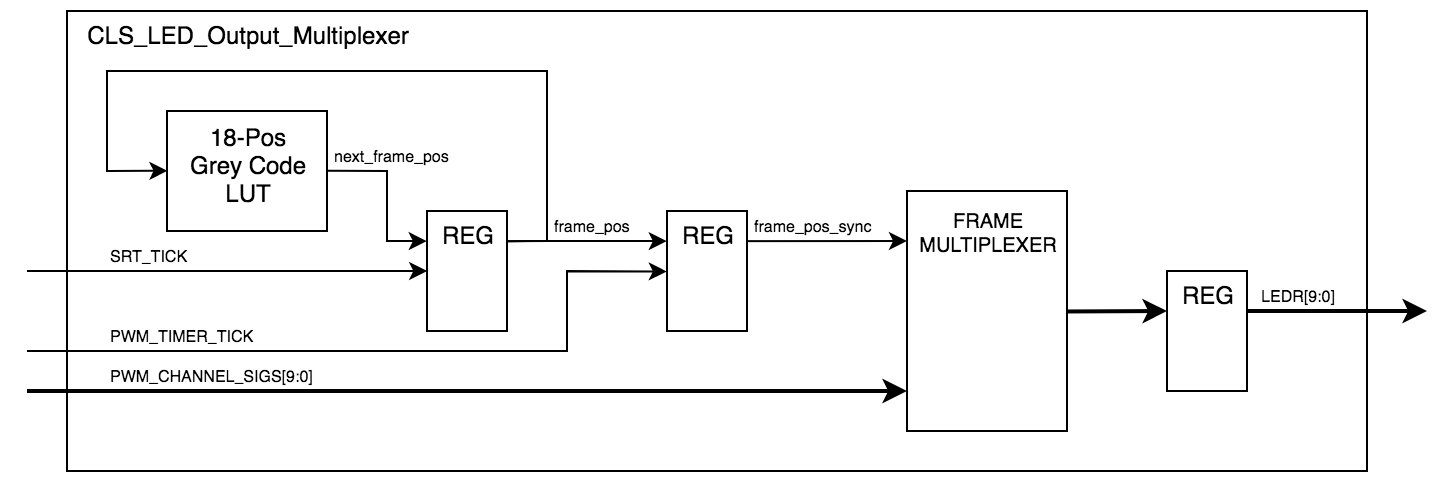 CLS_LED_Output_Multiplexer
18-Pos
Grey Code
LUT
next_frame_pos
REG
frame_pos
REG
frame_pos_sync
FRAME
MULTIPLEXER
SRT_TICK
REG
LEDR[9:0]
PWM_TIMER_TICK
PWM_CHANNEL_SIGS[9:0]